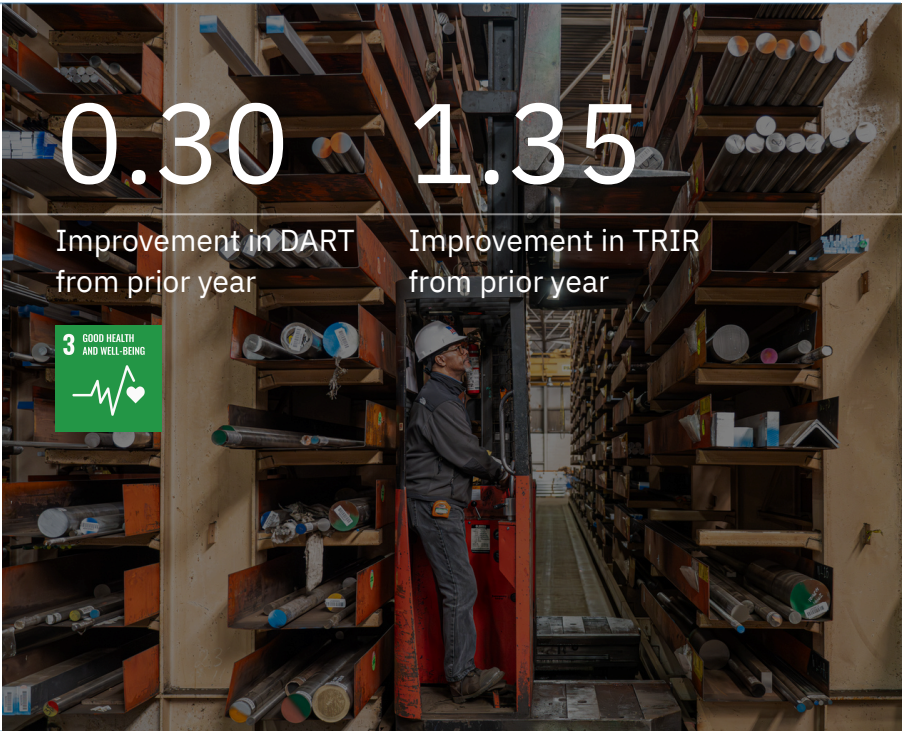 0.30
Improvement in DART
from prior year
1.35
Improvement in TRIR
from prior year
3 GOOD HEALTH
AND WELL-BEING